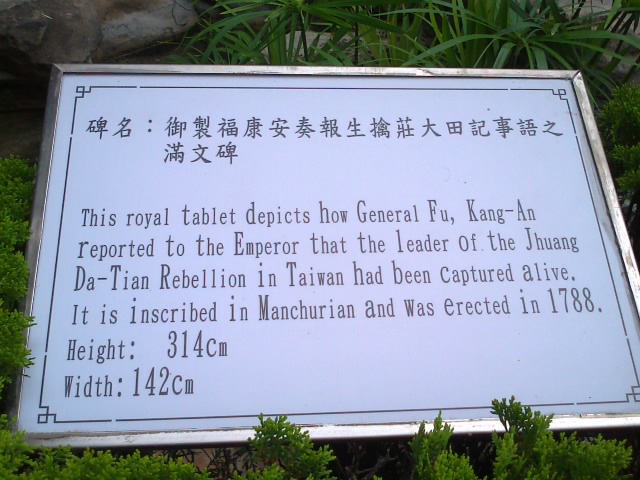 碑名：御製福康安奏報生擒莊大田記事語之
滿文碑
This royal tablet depicts how General Fu, Kang-An
reported to the Emperor that the leader of the Jhuang
Da-Tian Rebellion in Taiwan had been captured alive.
It is inscribed in Manchurian and was erected in 1788.
Height: 314cm
Width: 142cm